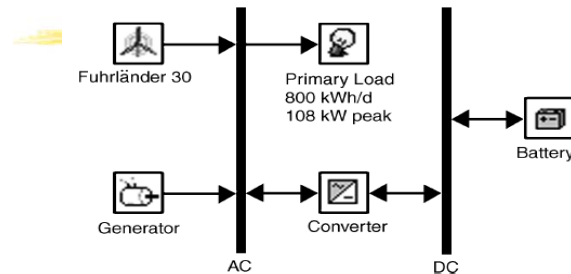 Fuhrländer 30
Primary Load
800 kWh/d
108 kW peak
Battery
Generator
Converter
AC
DC